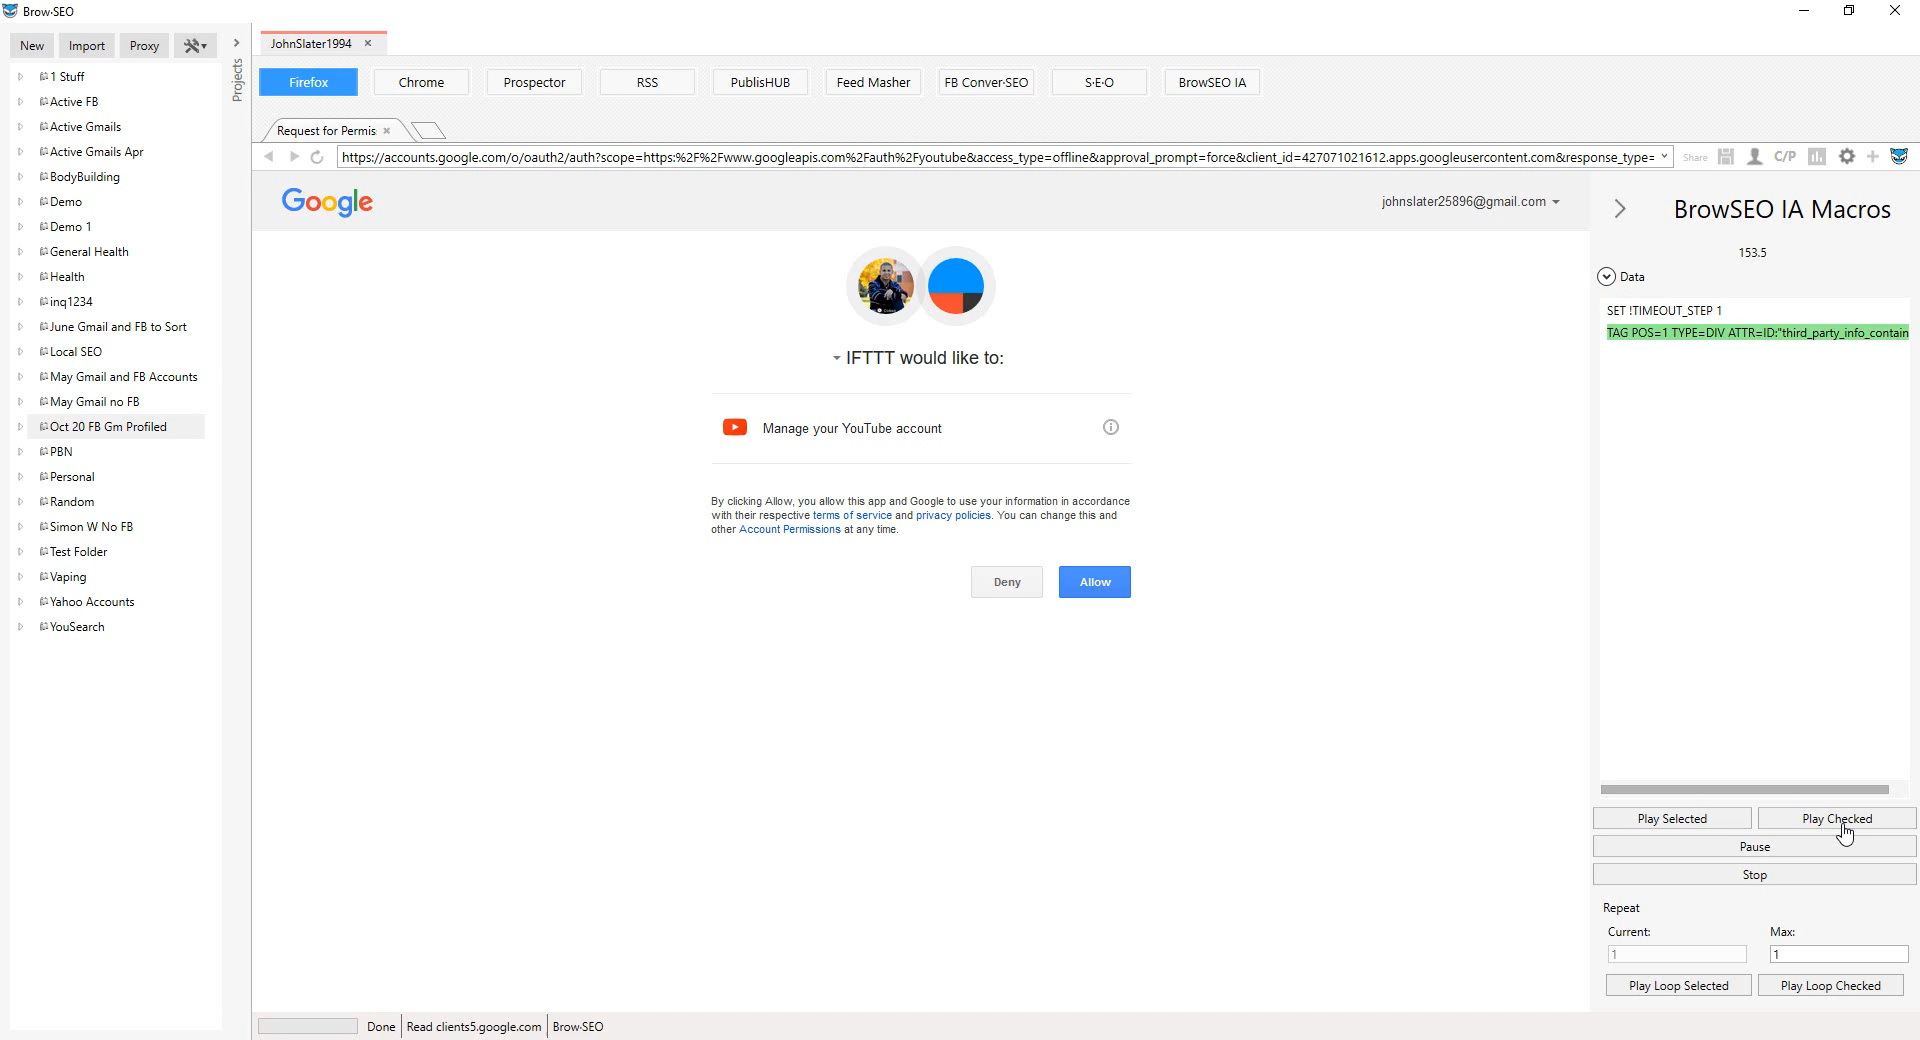 Brow·SEO
New Import Proxy
Projects
1 Stuff
Active FB
Active Gmails
Active Gmails Apr
BodyBuilding
Demo
Demo 1
General Health
Health
inq1234
June Gmail and FB to Sort
Local SEO
May Gmail and FB Accounts
May Gmail no FB
Oct 20 FB Gm Profiled
PBN
Personal
Random
Simon W No FB
Test Folder
Vaping
Yahoo Accounts
YouSearch
JohnSlater1994
Firefox Chrome Prospector RSS PublisHUB Feed Masher FB Conver·SEO S·E·O BrowSEO IA
Request for Permis
https://accounts.google.com/o/oauth2/auth?scope=https:%2F%2Fwww.googleapis.com%2Fauth%2Fyoutube&access_type=offline&approval_prompt=force&client_id=427071021612.apps.googleusercontent.com&response_type=
Share C/P
Google
johnslater25896@gmail.com
IFTTT would like to:
Manage your YouTube account
By clicking Allow, you allow this app and Google to use your information in accordance
with their respective terms of service and privacy policies. You can change this and
other Account Permissions at any time.
Deny Allow
BrowSEO IA Macros
153.5
Data
SET !TIMEOUT_STEP 1
TAG POS=1 TYPE=DIV ATTR=ID:"third_party_info_contain
Play Selected Play Checked
Pause
Stop
Repeat
Current: Max:
1 1
Play Loop Selected Play Loop Checked
Done Read clients5.google.com Brow·SEO